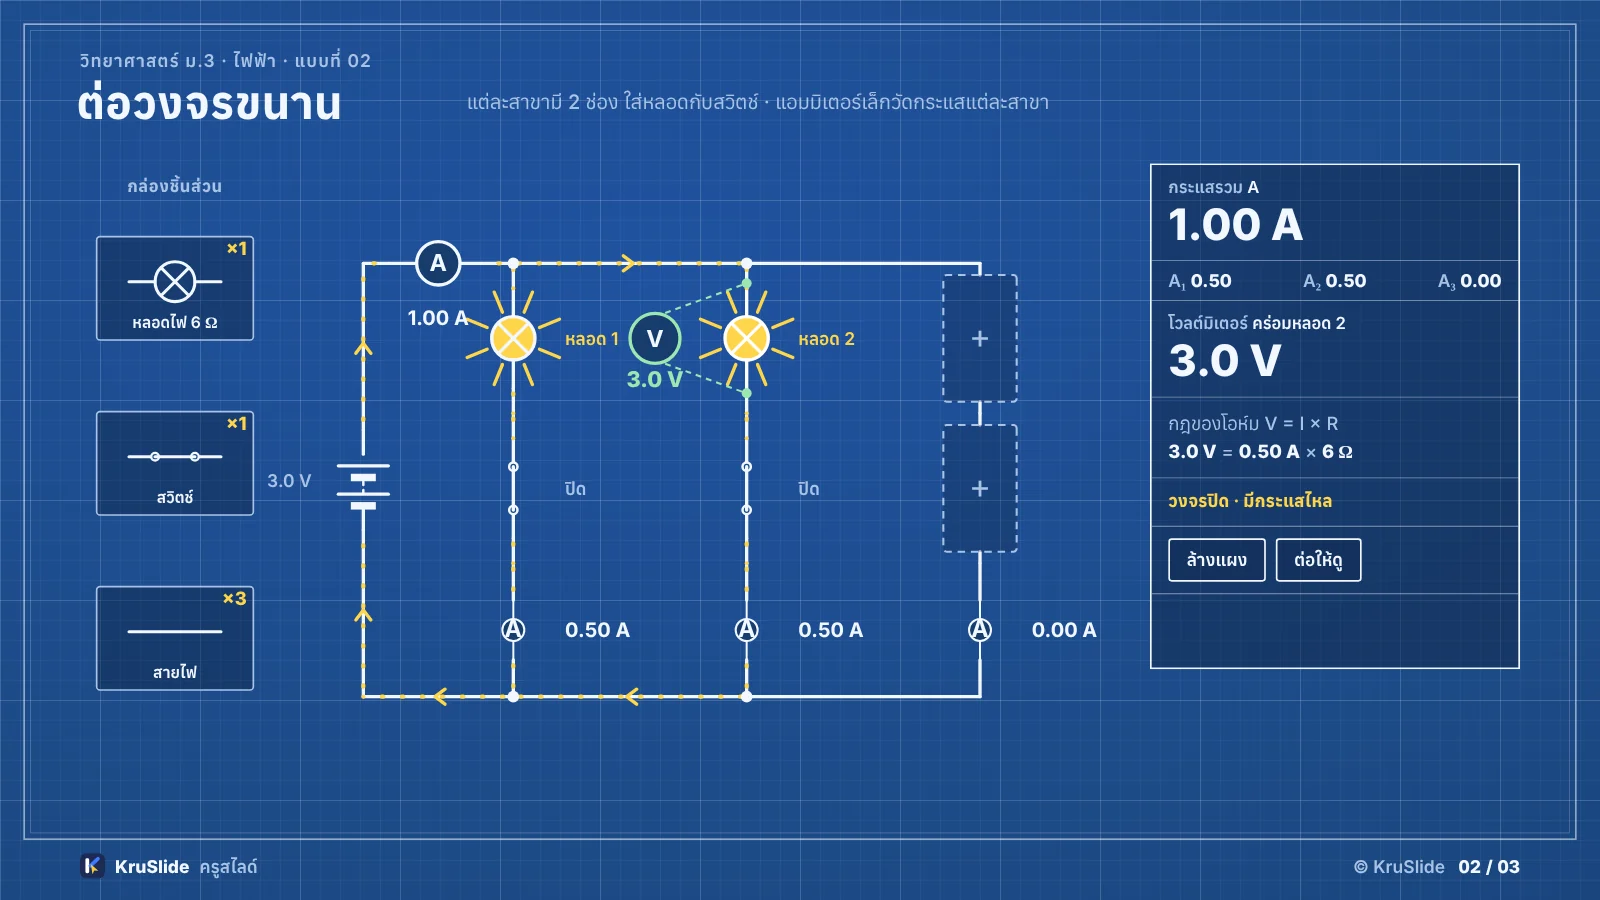 วิทยาศาสตร์ ม.3 · ไฟฟ้า · แบบที่ 02
ต่อวงจรขนาน
แต่ละสาขามี 2 ช่อง ใส่หลอดกับสวิตช์ · แอมมิเตอร์เล็กวัดกระแสแต่ละสาขา
กล่องชิ้นส่วน
×1
หลอดไฟ 6 Ω
×1
สวิตช์
×3
สายไฟ
3.0 V
A
1.00 A
หลอด 1
V
3.0 V
หลอด 2
+
ปิด
ปิด
+
A
0.50 A
A
0.50 A
A
0.00 A
กระแสรวม A
1.00 A
A₁ 0.50 A₂ 0.50 A₃ 0.00
โวลต์มิเตอร์ คร่อมหลอด 2
3.0 V
กฎของโอห์ม V = I × R
3.0 V = 0.50 A × 6 Ω
วงจรปิด · มีกระแสไหล
ล้างแผง ต่อให้ดู
KruSlide ครูสไลด์
© KruSlide 02 / 03